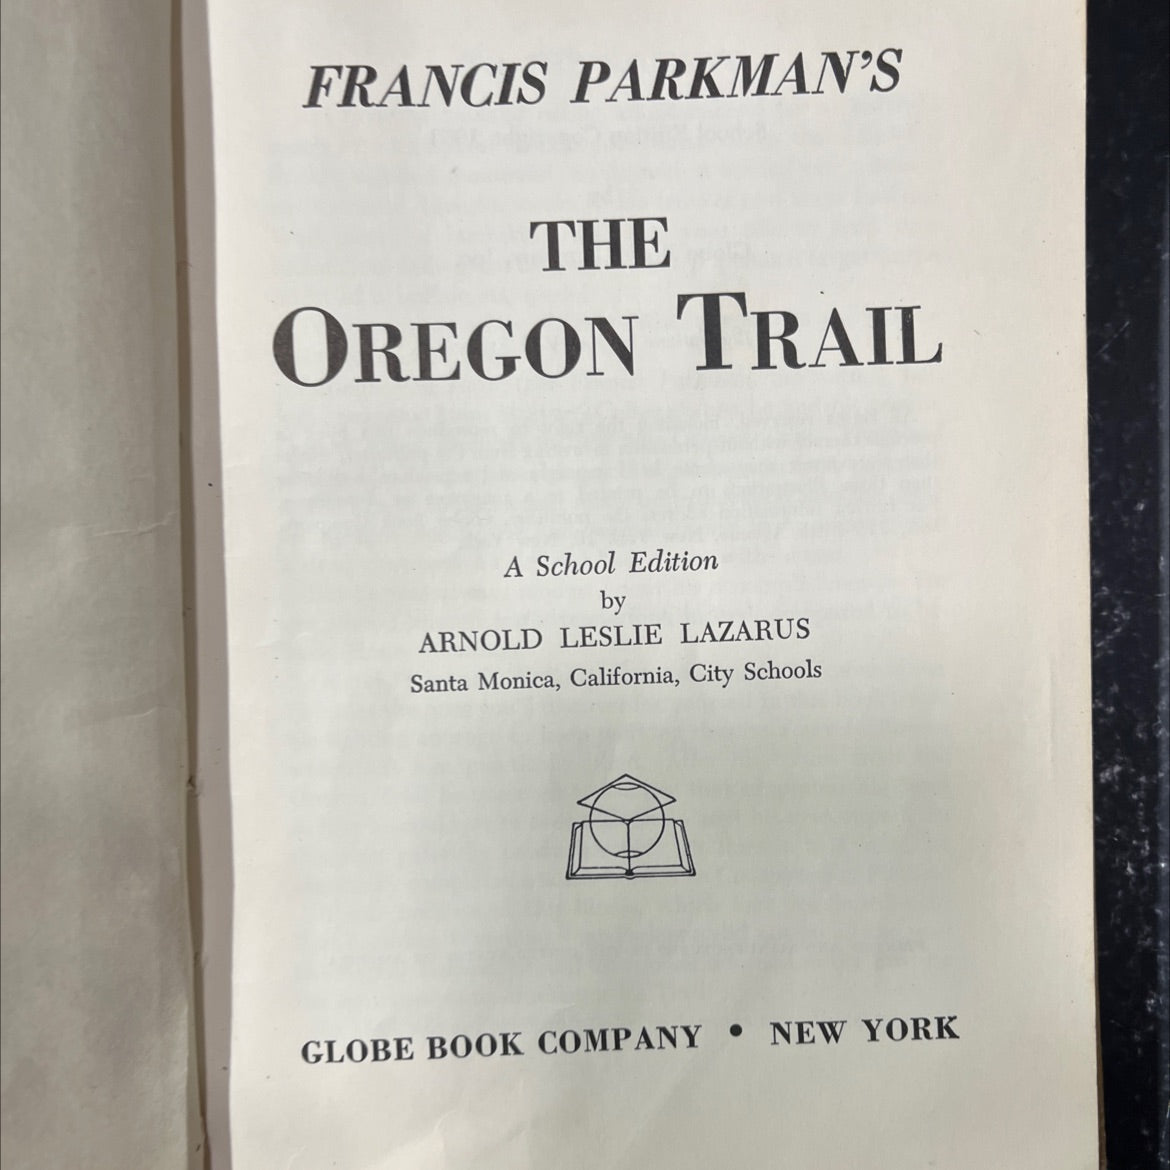 FRANCIS PARKMAN'S
THE
OREGON TRAIL
A School Edition
by
ARNOLD LESLIE LAZARUS
Santa Monica, California, City Schools
GLOBE BOOK COMPANY • NEW YORK